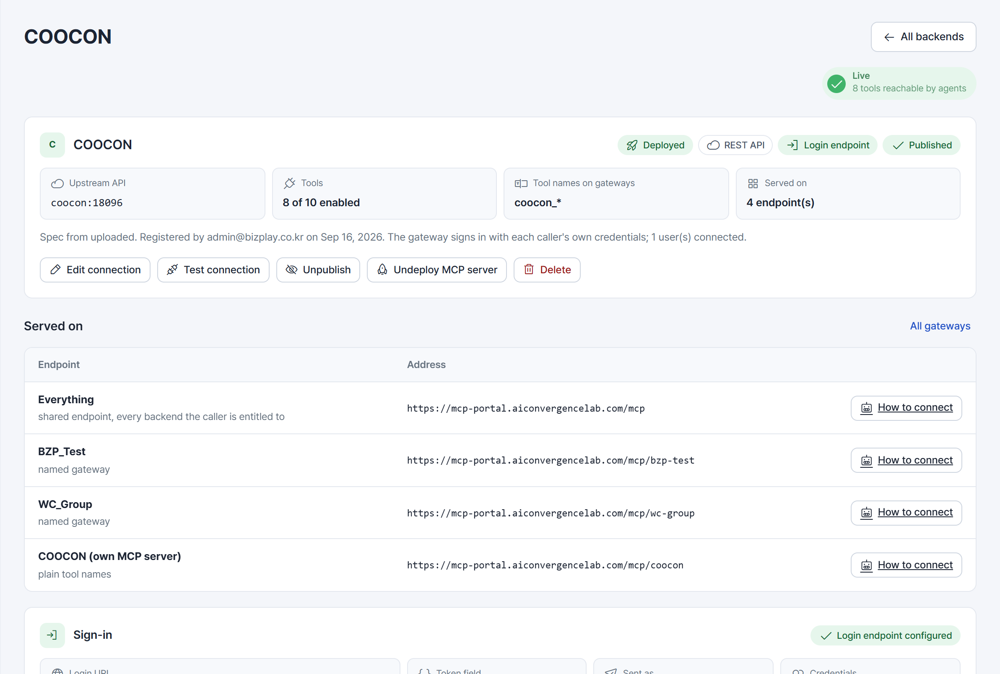 COOCON
All backends
Live
8 tools reachable by agents
C
COOCON
Deployed
REST API
Login endpoint
Published
Upstream API
Tools
Tool names on gateways
Served on
coocon:18096
8 of 10 enabled
coocon_*
4 endpoint(s)
Spec from uploaded. Registered by admin@bizplay.co.kr on Sep 16, 2026. The gateway signs in with each caller's own credentials; 1 user(s) connected.
Edit connection
Test connection
Unpublish
Undeploy MCP server
Delete
Served on
All gateways
Endpoint
Address
Everything
shared endpoint, every backend the caller is entitled to
https://mcp-portal.aiconvergencelab.com/mcp
How to connect
BZP_Test
named gateway
https://mcp-portal.aiconvergencelab.com/mcp/bzp-test
How to connect
WC_Group
named gateway
https://mcp-portal.aiconvergencelab.com/mcp/wc-group
How to connect
COOCON (own MCP server)
plain tool names
https://mcp-portal.aiconvergencelab.com/mcp/coocon
How to connect
Sign-in
Login endpoint configured
Login URL
Token field
Sent as
Credentials